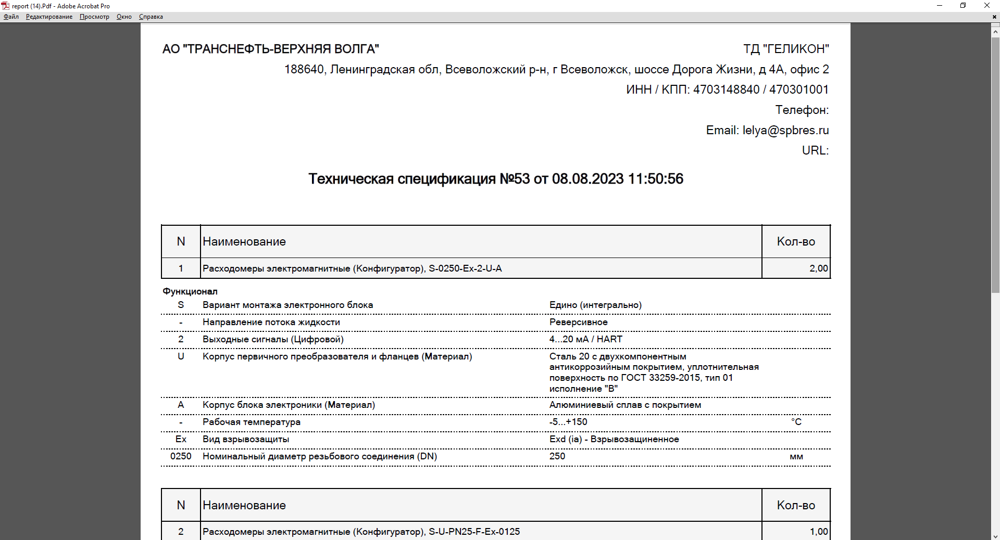 report (14).Pdf - Adobe Acrobat Pro
Файл Редактирование Просмотр Окно Справка
АО "ТРАНСНЕФТЬ-ВЕРХНЯЯ ВОЛГА" ТД "ГЕЛИКОН"
188640, Ленинградская обл, Всеволожский р-н, г Всеволожск, шоссе Дорога Жизни, д 4А, офис 2
ИНН / КПП: 4703148840 / 470301001
Телефон:
Email: lelya@spbres.ru
URL:
Техническая спецификация №53 от 08.08.2023 11:50:56
N Наименование Кол-во
1 Расходомеры электромагнитные (Конфигуратор), S-0250-Ex-2-U-A 2,00
Функционал
S Вариант монтажа электронного блока Едино (интегрально)
- Направление потока жидкости Реверсивное
2 Выходные сигналы (Цифровой) 4...20 мА / HART
U Корпус первичного преобразователя и фланцев (Материал) Сталь 20 с двухкомпонентным
антикоррозийным покрытием, уплотнительная
поверхность по ГОСТ 33259-2015, тип 01
исполнение "В"
A Корпус блока электроники (Материал) Алюминиевый сплав с покрытием
- Рабочая температура -5...+150 °C
Ex Вид взрывозащиты Exd (ia) - Взрывозащиненное
0250 Номинальный диаметр резьбового соединения (DN) 250 мм
N Наименование Кол-во
2 Расходомеры электромагнитные (Конфигуратор), S-U-PN25-F-Ex-0125 1,00